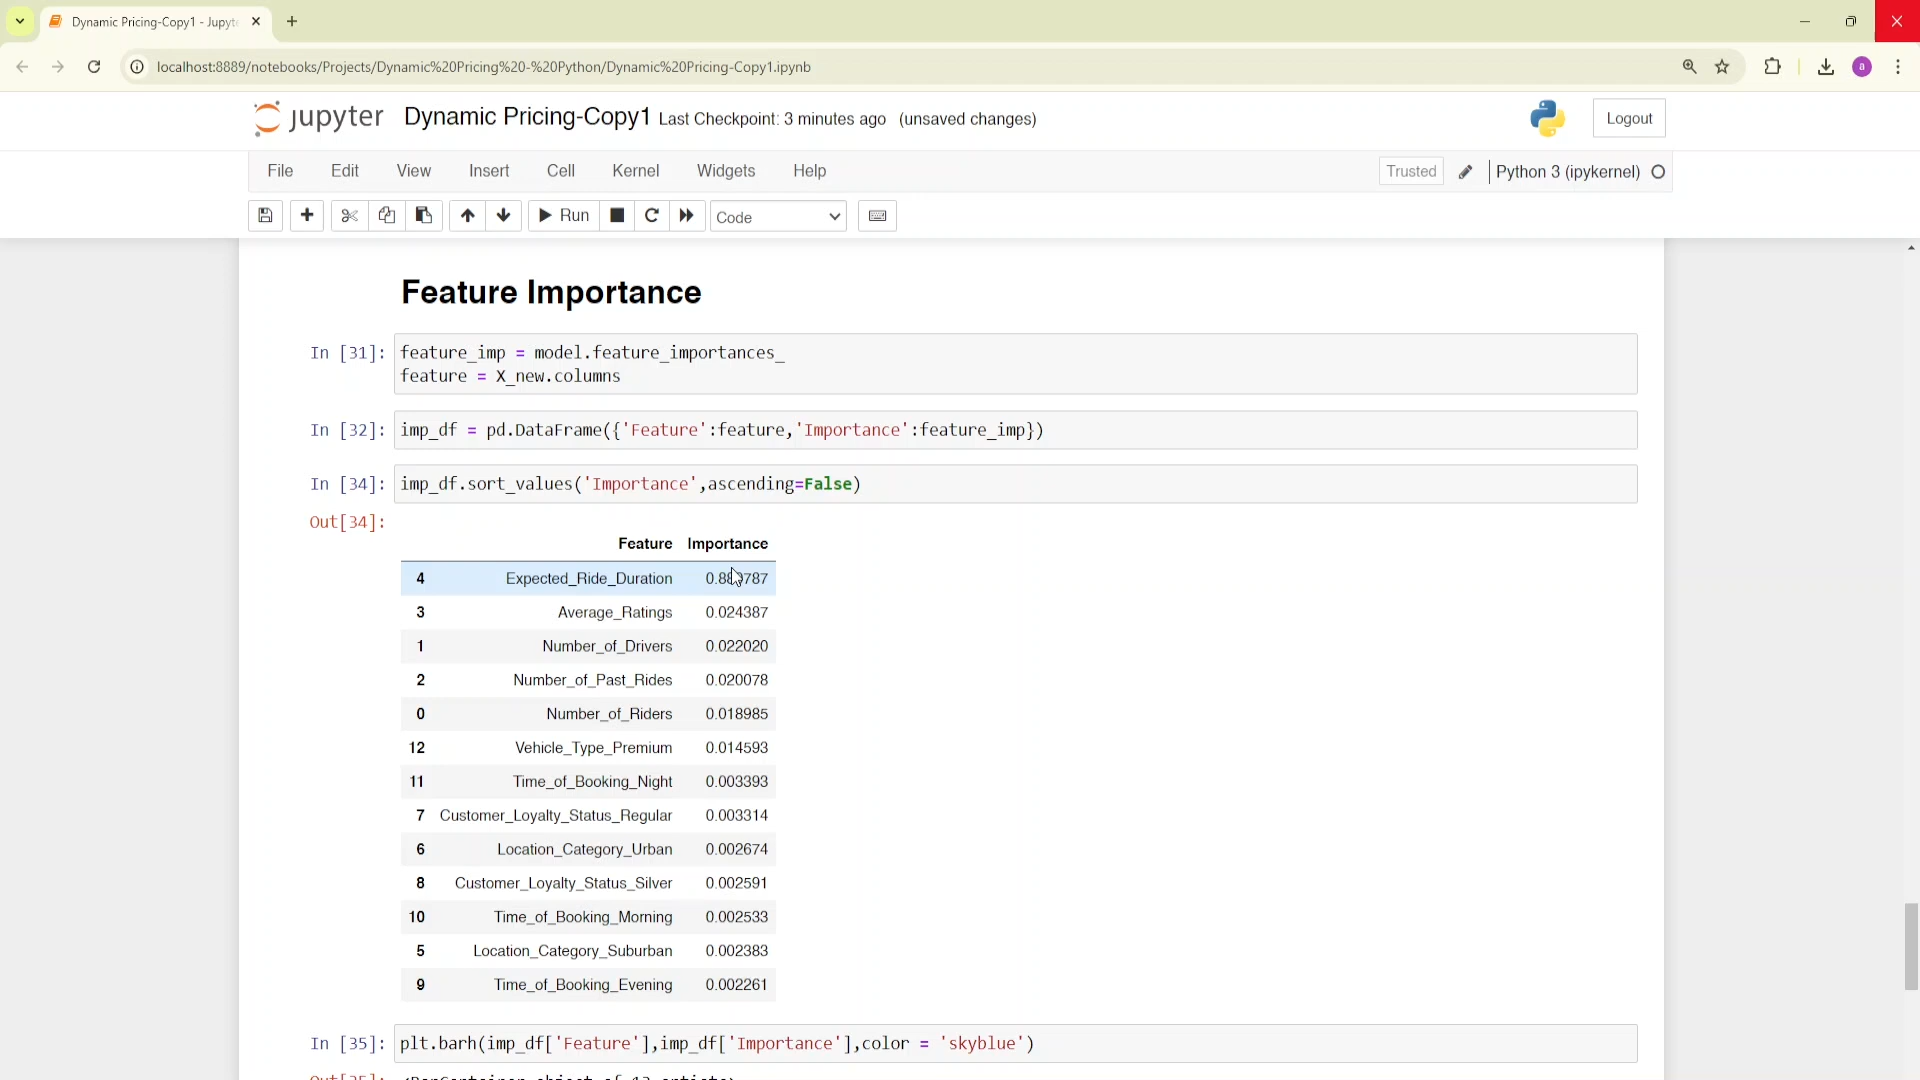 Dynamic Pricing-Copy1 - Jupyte
localhost:8889/notebooks/Projects/Dynamic%20Pricing%20-%20Python/Dynamic%20Pricing-Copy1.ipynb
a
jupyter Dynamic Pricing-Copy1 Last Checkpoint: 3 minutes ago (unsaved changes)
Logout
File Edit View Insert Cell Kernel Widgets Help
Trusted Python 3 (ipykernel)
Run Code
Feature Importance
In [31]: feature_imp = model.feature_importances_
feature = X_new.columns
In [32]: imp_df = pd.DataFrame({'Feature':feature,'Importance':feature_imp})
In [34]: imp_df.sort_values('Importance',ascending=False)
Out[34]:
Feature Importance
4 Expected_Ride_Duration
3 Average_Ratings 0.024387
1 Number_of_Drivers 0.022020
2 Number_of_Past_Rides 0.020078
0 Number_of_Riders 0.018985
12 Vehicle_Type_Premium 0.014593
11 Time_of_Booking_Night 0.003393
7 Customer_Loyalty_Status_Regular 0.003314
6 Location_Category_Urban 0.002674
8 Customer_Loyalty_Status_Silver 0.002591
10 Time_of_Booking_Morning 0.002533
5 Location_Category_Suburban 0.002383
9 Time_of_Booking_Evening 0.002261
In [35]: plt.barh(imp_df['Feature'],imp_df['Importance'],color = 'skyblue')